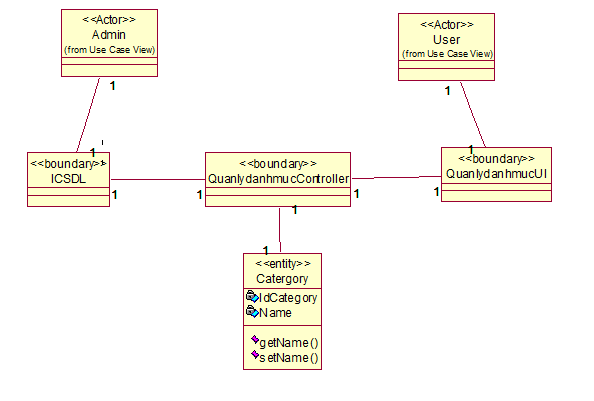 <<Actor>>
Admin
(from Use Case View)
1
<<Actor>>
User
(from Use Case View)
1
1
<<boundary>>
ICSDL
1
<<boundary>>
QuanlydanhmucController
1
1
1
1
<<boundary>>
QuanlydanhmucUI
1
1
<<entity>>
Catergory
IdCategory
Name
getName()
setName()